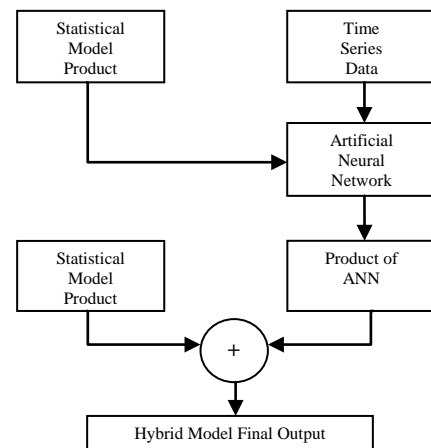 Statistical
Model
Product
Time
Series
Data
Artificial
Neural
Network
Statistical
Model
Product
Product of
ANN
+
Hybrid Model Final Output